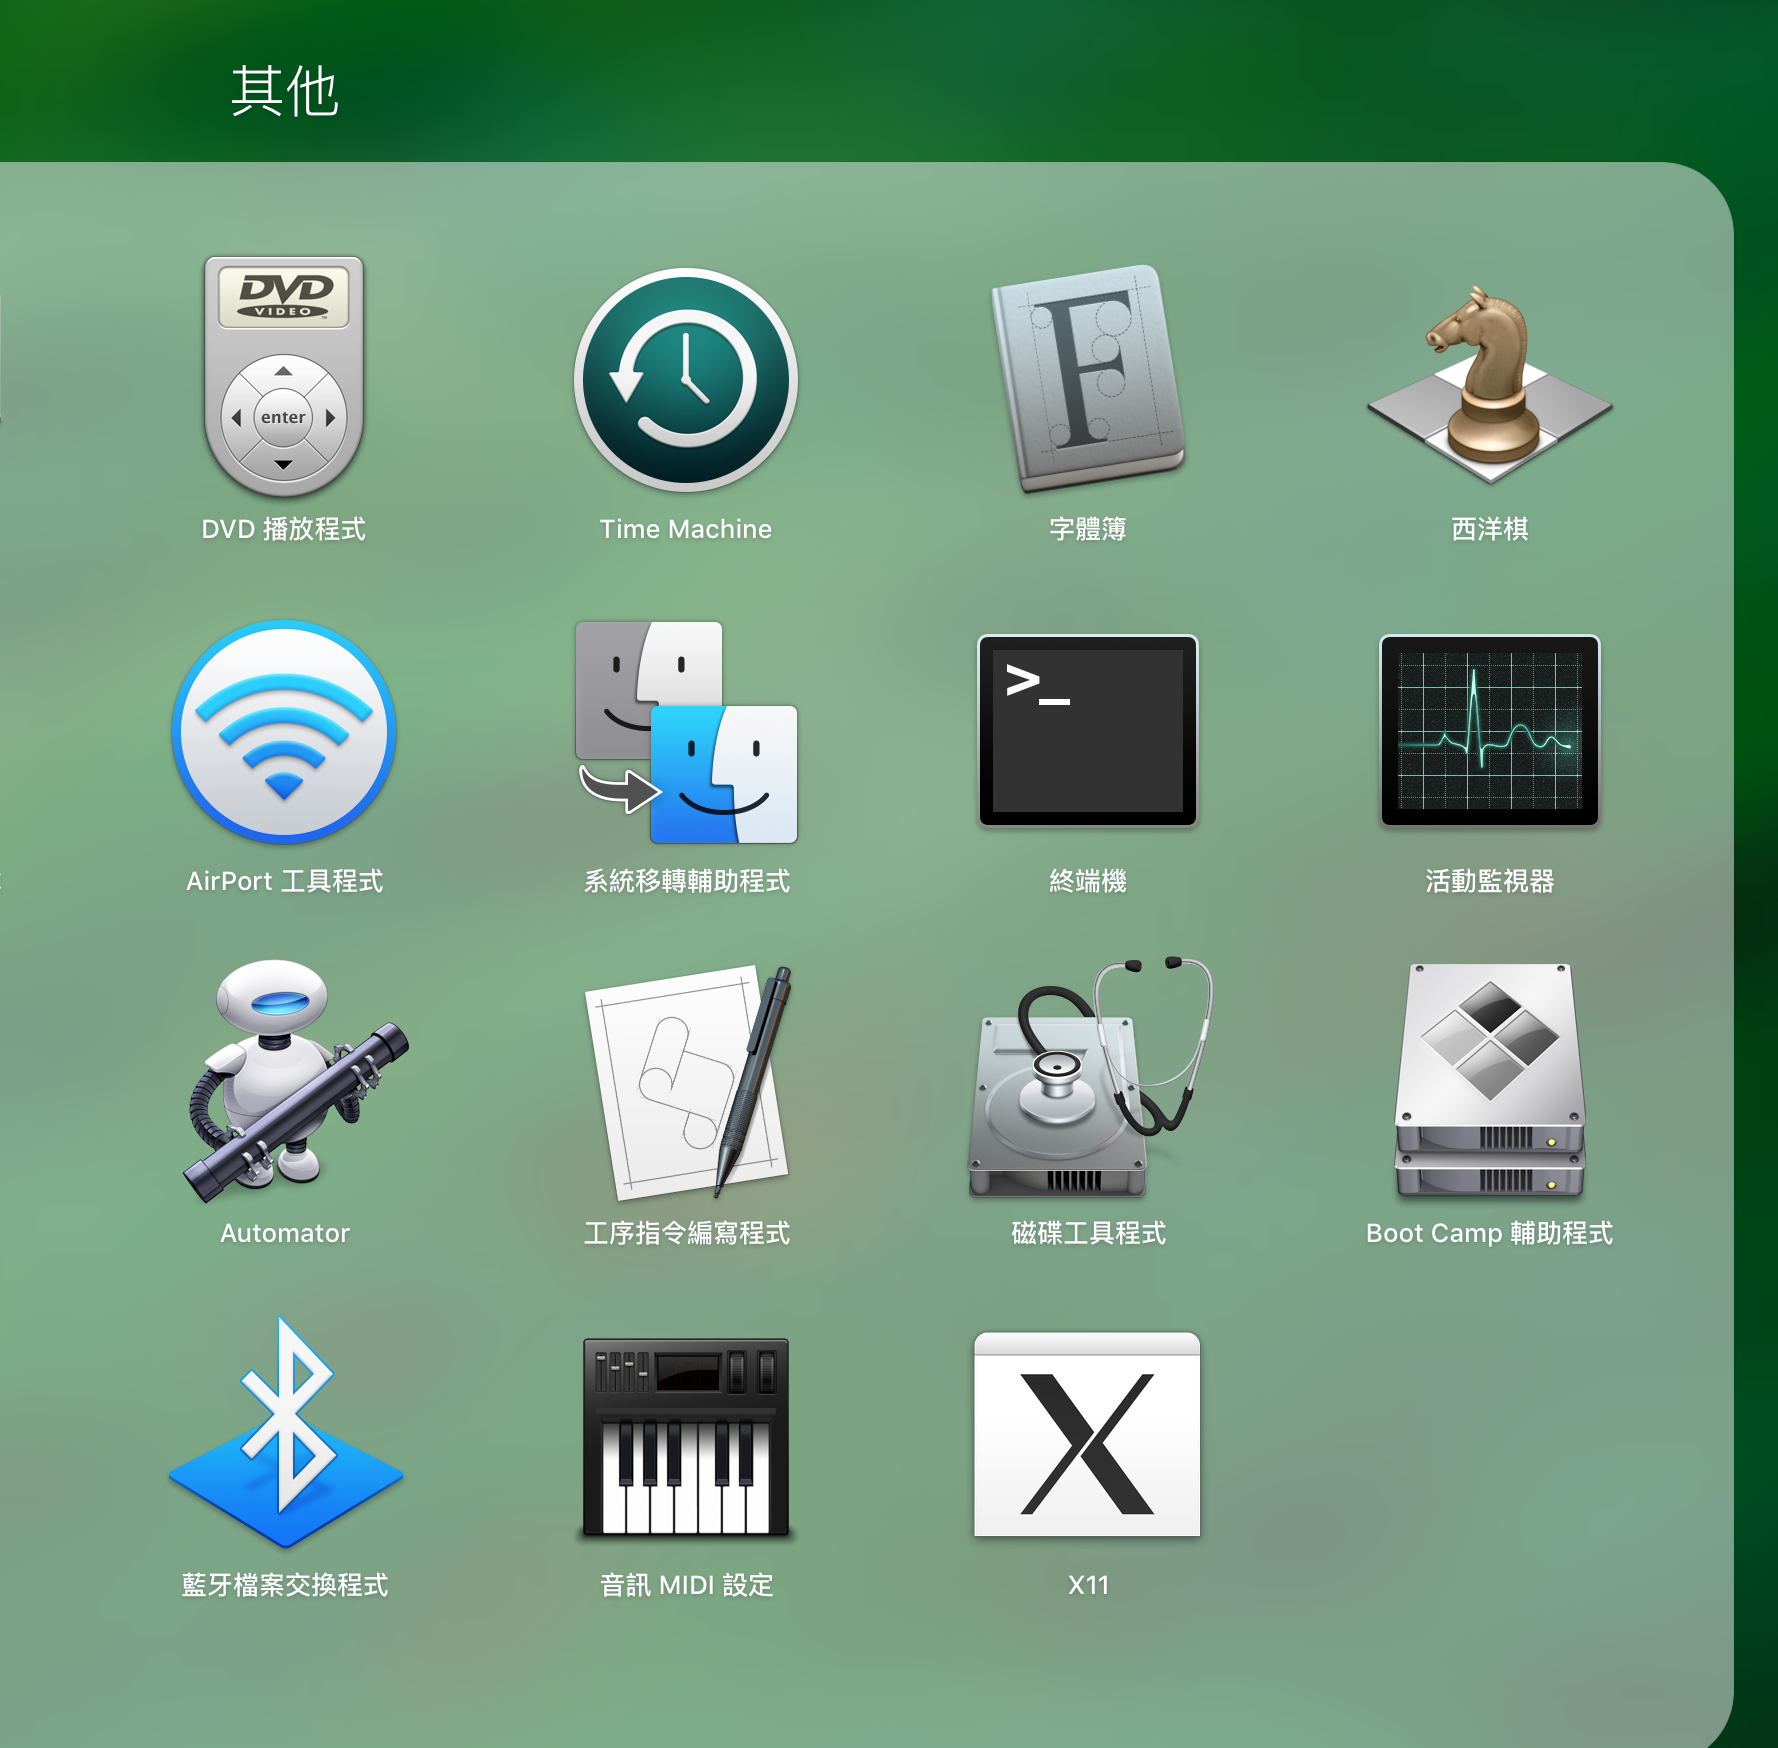 其他
DVD
VIDEO
enter
DVD 播放程式
Time Machine
字體簿
西洋棋
AirPort 工具程式
系統移轉輔助程式
>_
終端機
活動監視器
Automator
工序指令編寫程式
磁碟工具程式
Boot Camp 輔助程式
藍牙檔案交換程式
音訊 MIDI 設定
X11